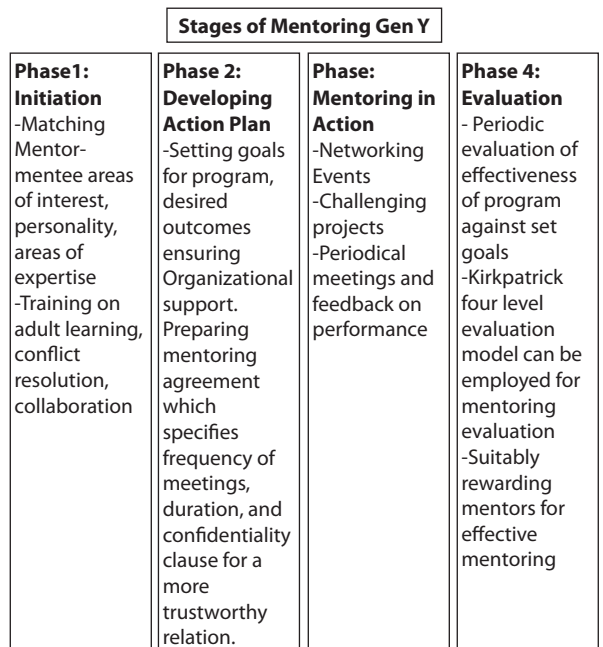 Stages of Mentoring Gen Y
Phase1:
Initiation
-Matching
Mentor-
mentee areas
of interest,
personality,
areas of
expertise
-Training on
adult learning,
conflict
resolution,
collaboration
Phase 2:
Developing
Action Plan
-Setting goals
for program,
desired
outcomes
ensuring
Organizational
support.
Preparing
mentoring
agreement
which
specifies
frequency of
meetings,
duration, and
confidentiality
clause for a
more
trustworthy
relation.
Phase:
Mentoring in
Action
-Networking
Events
-Challenging
projects
-Periodical
meetings and
feedback on
performance
Phase 4:
Evaluation
- Periodic
evaluation of
effectiveness
of program
against set
goals
-Kirkpatrick
four level
evaluation
model can be
employed for
mentoring
evaluation
-Suitably
rewarding
mentors for
effective
mentoring